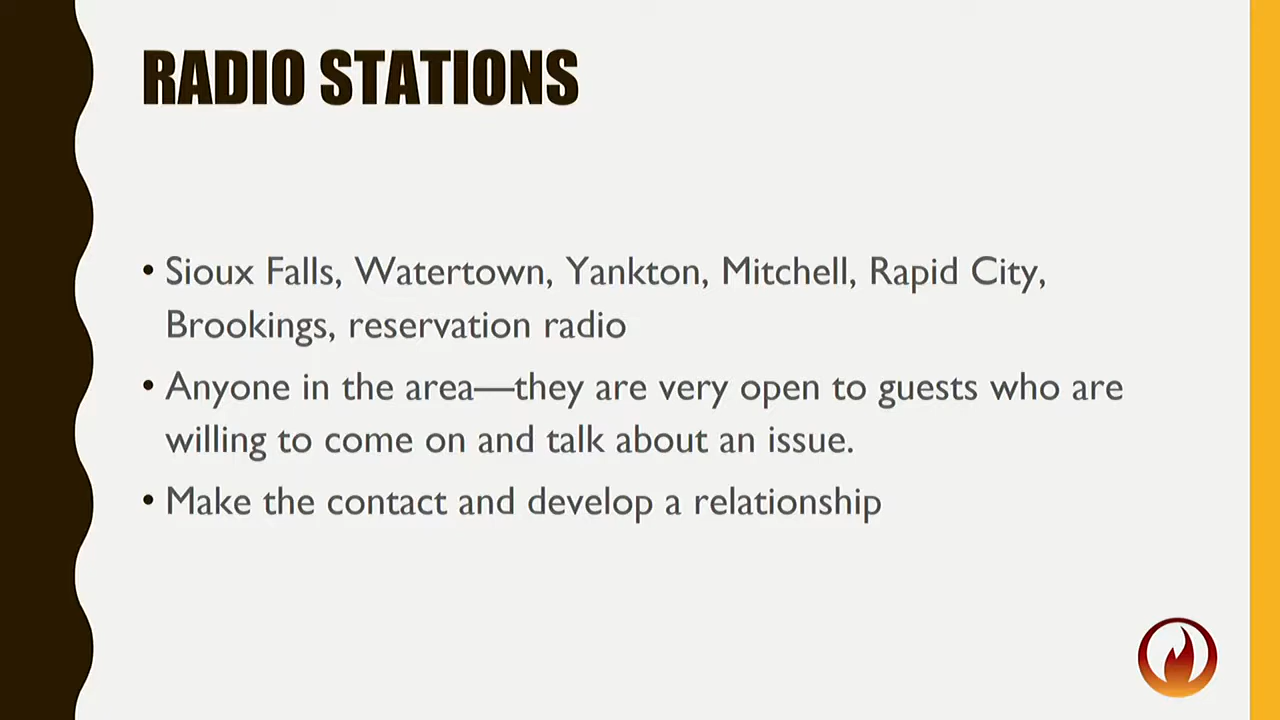 RADIO STATIONS
• Sioux Falls, Watertown, Yankton, Mitchell, Rapid City,
Brookings, reservation radio
• Anyone in the area—they are very open to guests who are
willing to come on and talk about an issue.
• Make the contact and develop a relationship